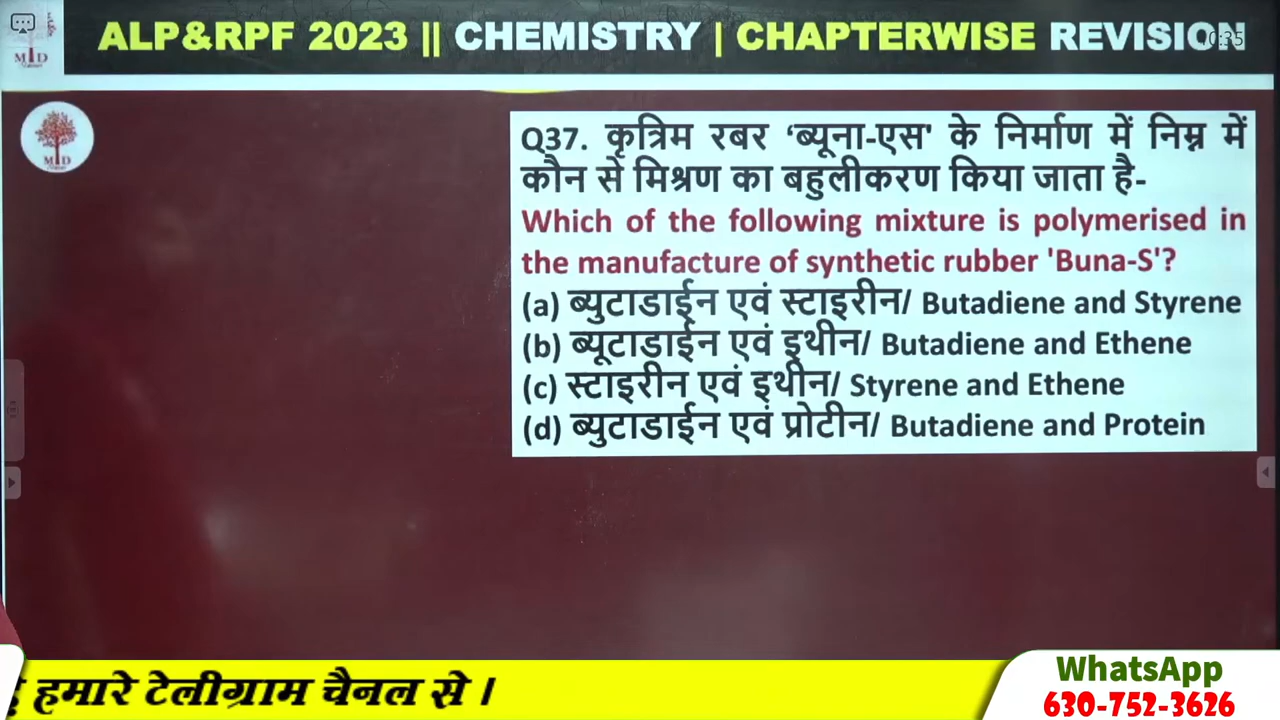 ALP&RPF 2023 || CHEMISTRY | CHAPTERWISE REVISION
Q37. कृत्रिम रबर ‘ब्यूना-एस' के निर्माण में निम्न में
कौन से मिश्रण का बहुलीकरण किया जाता है-
Which of the following mixture is polymerised in
the manufacture of synthetic rubber 'Buna-S'?
(a) ब्युटाडाईन एवं स्टाइरीन/ Butadiene and Styrene
(b) ब्यूटाडाईन एवं इथीन/ Butadiene and Ethene
(c) स्टाइरीन एवं इथीन/ Styrene and Ethene
(d) ब्युटाडाईन एवं प्रोटीन/ Butadiene and Protein
हमारे टेलीग्राम चैनल से ।
WhatsApp
630-752-3626